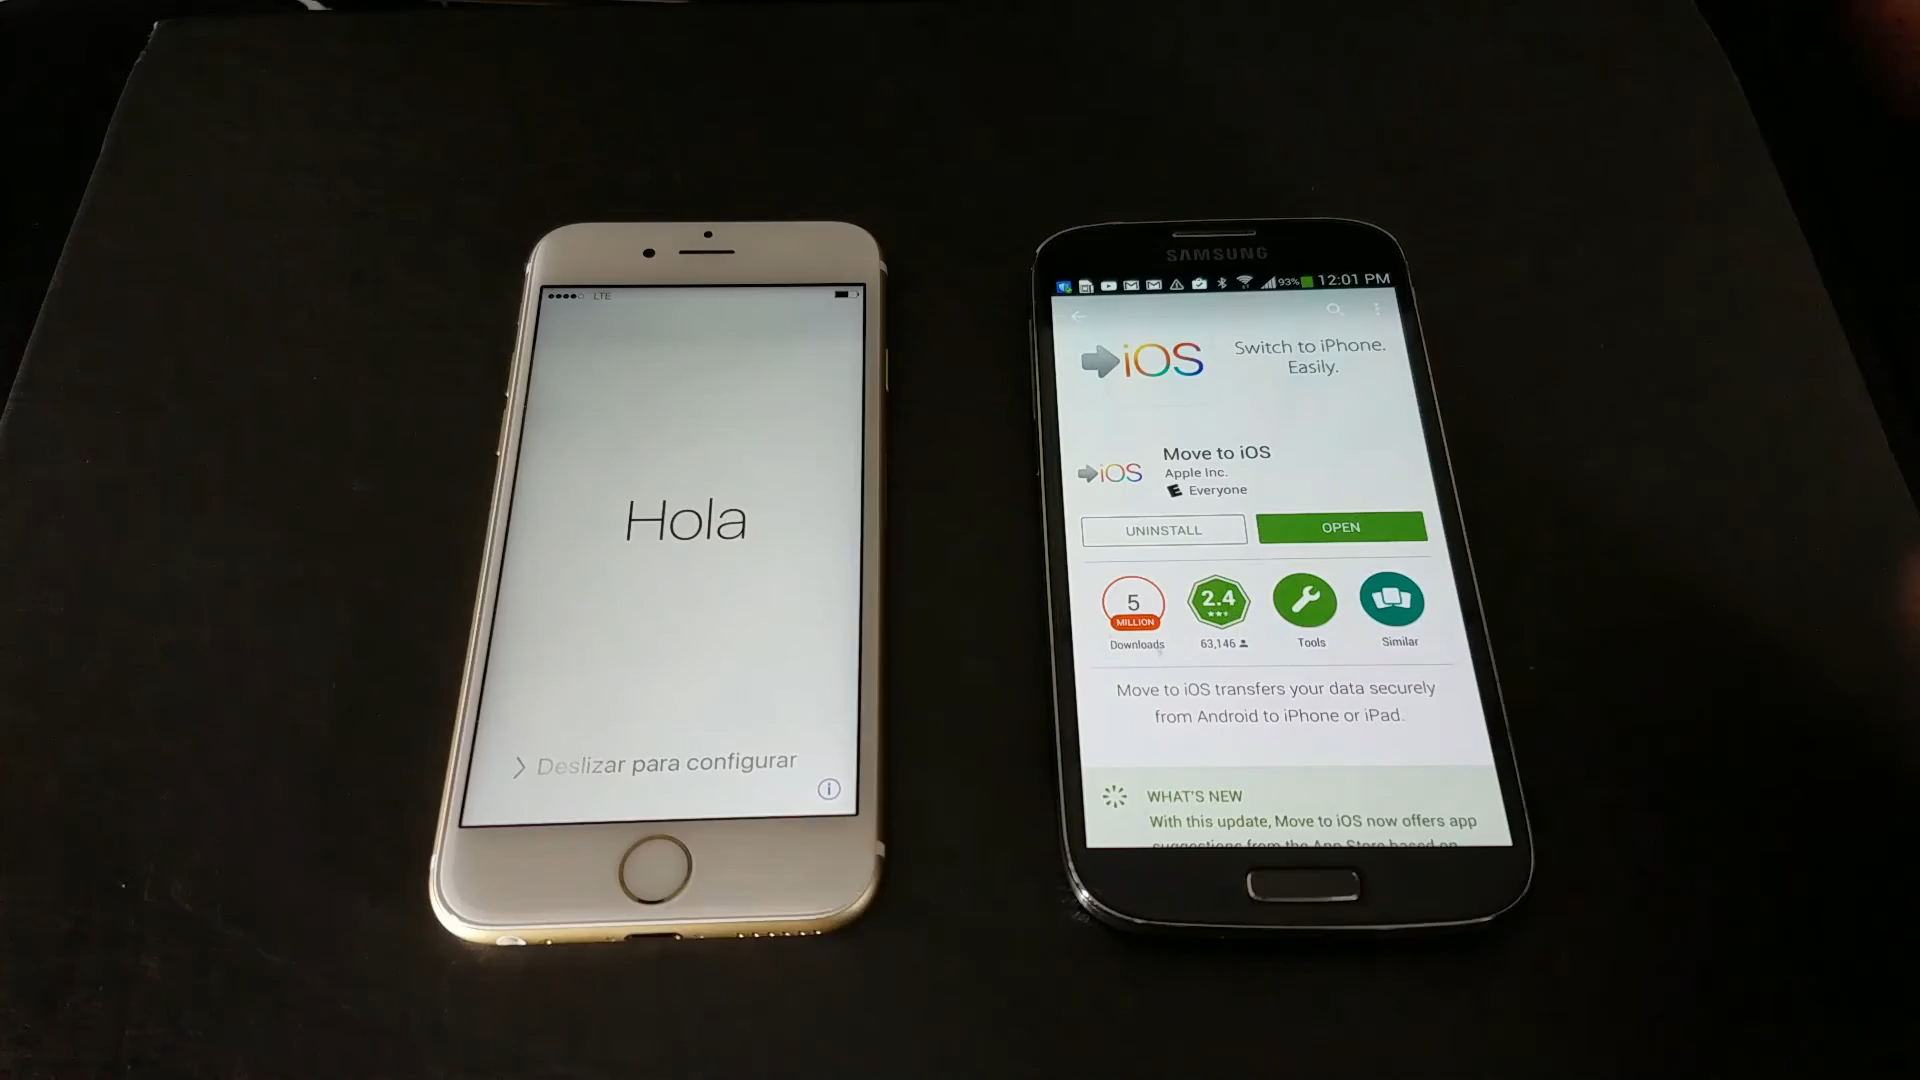 LTE
Hola
Deslizar para configurar
SAMSUNG
93% 12:01 PM
iOS
Switch to iPhone.
Easily.
iOS
Move to iOS
Apple Inc.
E Everyone
UNINSTALL
OPEN
5
MILLION
Downloads
2.4
63,146
Tools
Similar
Move to iOS transfers your data securely
from Android to iPhone or iPad.
WHAT'S NEW
With this update, Move to iOS now offers app
suggestions from the App Store based on